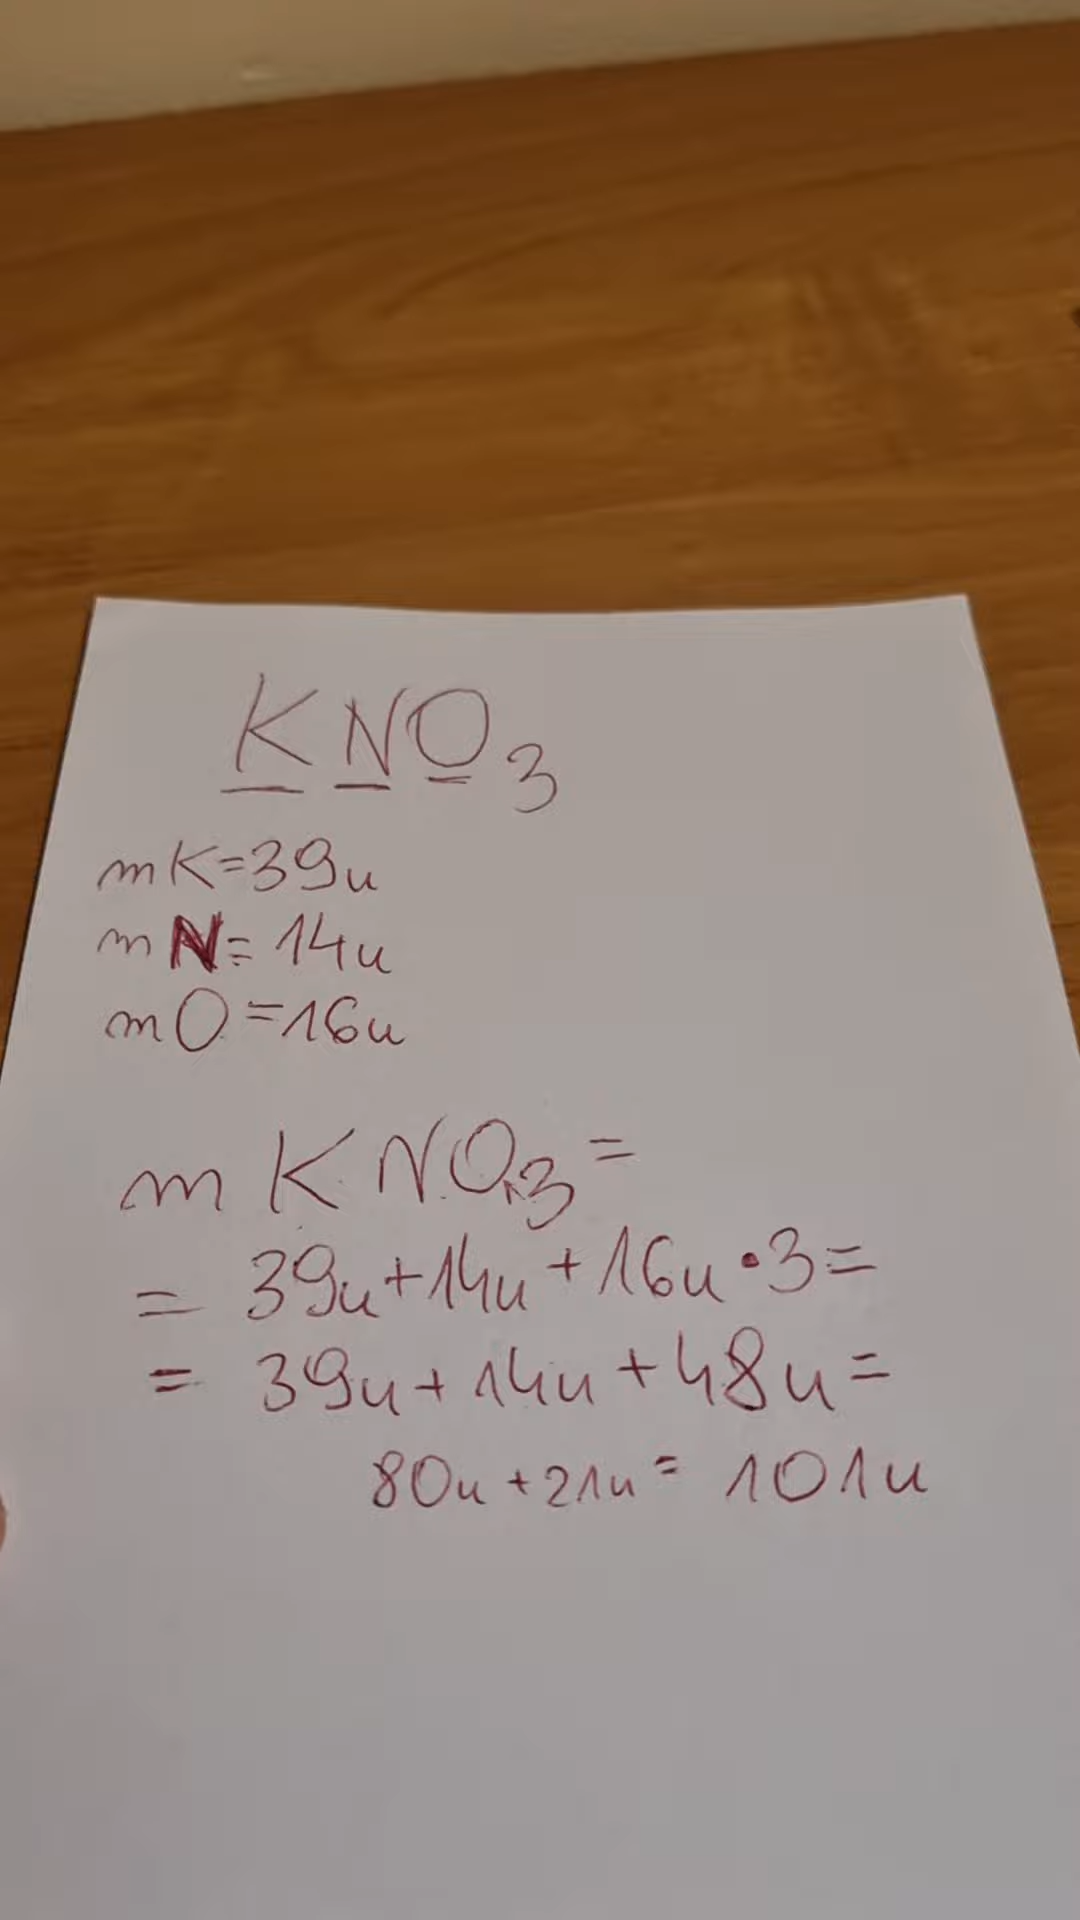 KNO₃
mK=39u
mN=14u
mO=16u
mKNO₃=
=39u+14u+16u•3=
=39u+14u+48u=
80u+21u=101u